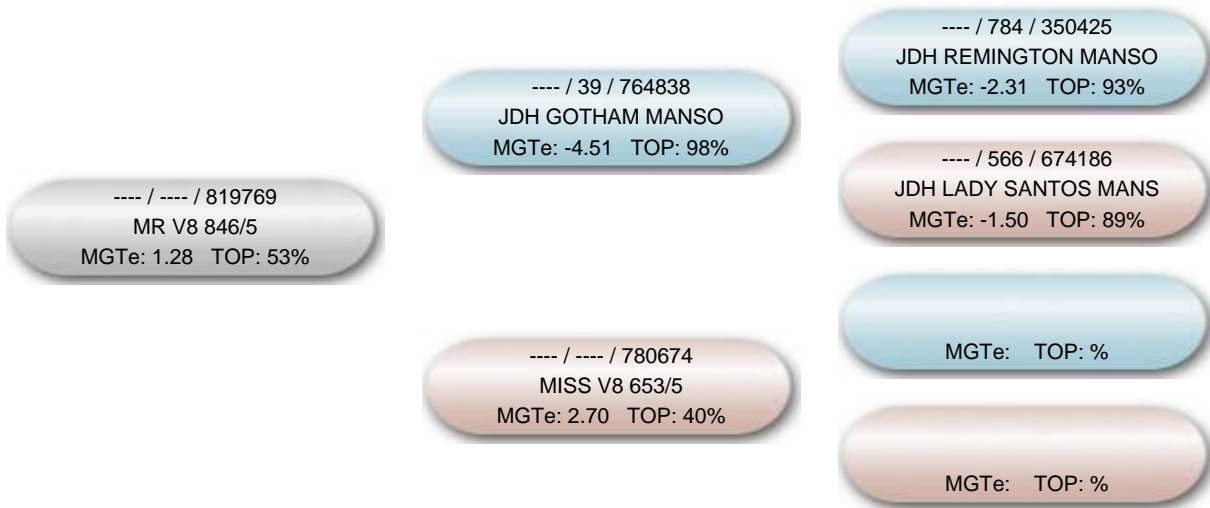 ---- / ---- / 819769
MR V8 846/5
MGTe: 1.28 TOP: 53%
---- / 39 / 764838
JDH GOTHAM MANSO
MGTe: -4.51 TOP: 98%
---- / ---- / 780674
MISS V8 653/5
MGTe: 2.70 TOP: 40%
---- / 784 / 350425
JDH REMINGTON MANSO
MGTe: -2.31 TOP: 93%
---- / 566 / 674186
JDH LADY SANTOS MANS
MGTe: -1.50 TOP: 89%
MGTe: TOP: %
MGTe: TOP: %